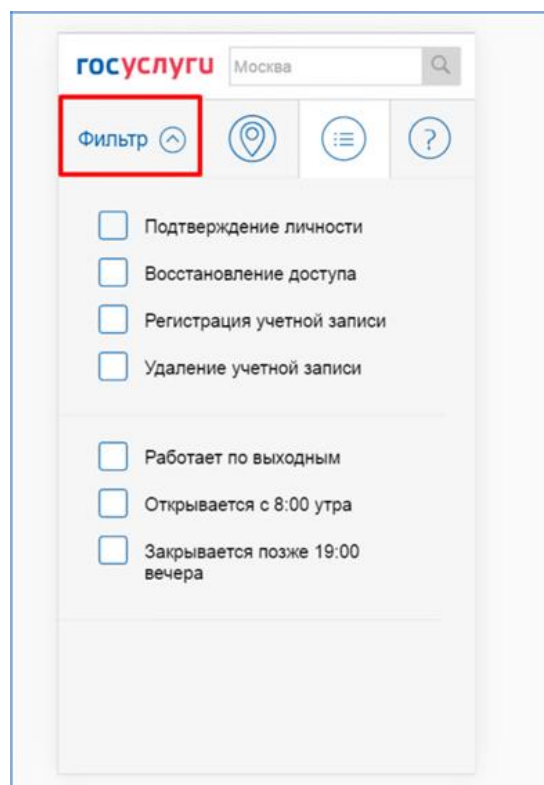 госуслуги Москва
Фильтр ?
Подтверждение личности
Восстановление доступа
Регистрация учетной записи
Удаление учетной записи
Работает по выходным
Открывается с 8:00 утра
Закрывается позже 19:00
вечера